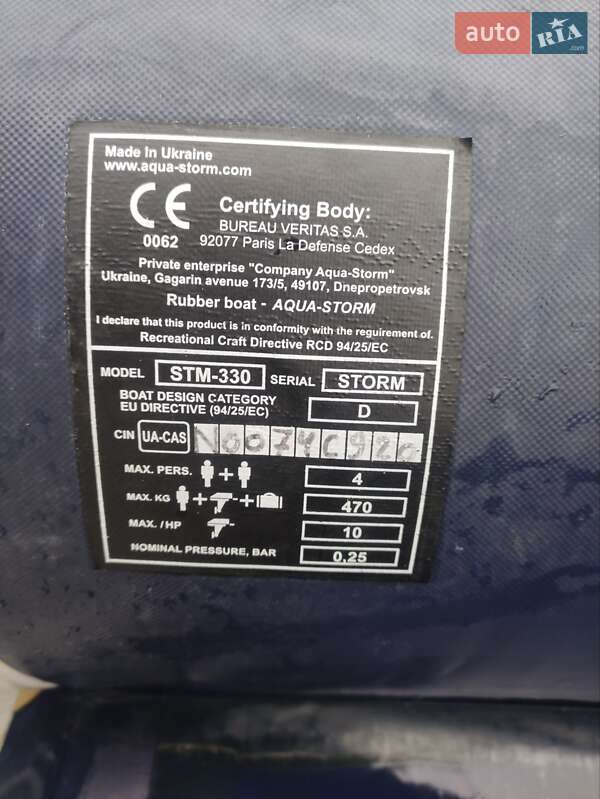 auto RIA .com
Made In Ukraine
www.aqua-storm.com
CE
0062
Certifying Body:
BUREAU VERITAS S.A.
92077 Paris La Defense Cedex
Private enterprise "Company Aqua-Storm"
Ukraine, Gagarin avenue 173/5, 49107, Dnepropetrovsk
Rubber boat - AQUA-STORM
I declare that this product is in conformity with the requirement of.
Recreational Craft Directive RCD 94/25/EC
MODEL STM-330 SERIAL STORM
BOAT DESIGN CATEGORY
EU DIRECTIVE (94/25/EC) D
CIN UA-CAS N0074C920
MAX. PERS. + 4
MAX. KG + + 470
MAX. /HP 10
NOMINAL PRESSURE, BAR 0,25